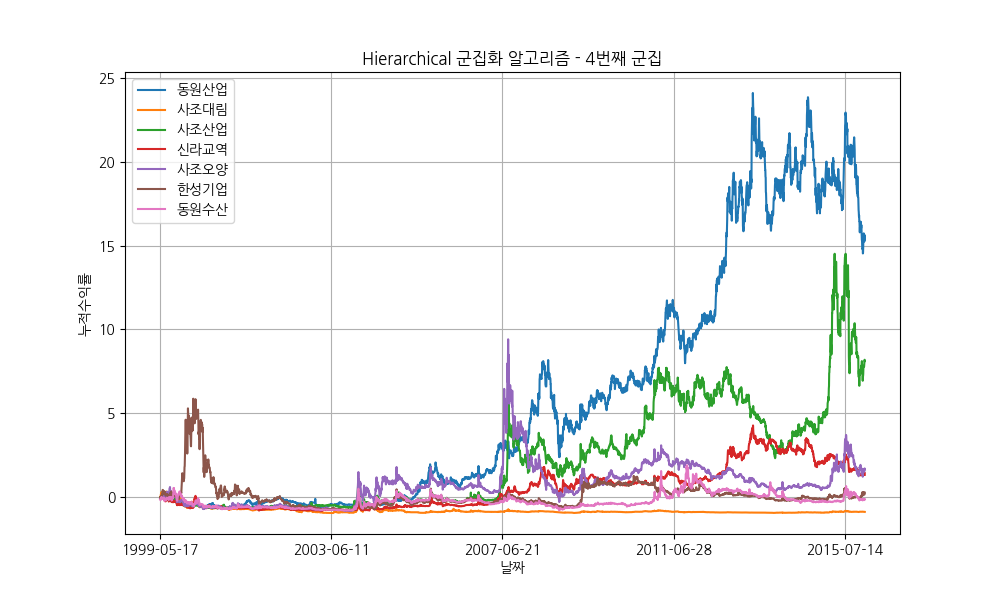 Hierarchical 군집화 알고리즘 - 4번째 군집
25
20
15
10
5
0
누적수익률
동원산업
사조대림
사조산업
신라교역
사조오양
한성기업
동원수산
1999-05-17
2003-06-11
2007-06-21
2011-06-28
2015-07-14
날짜